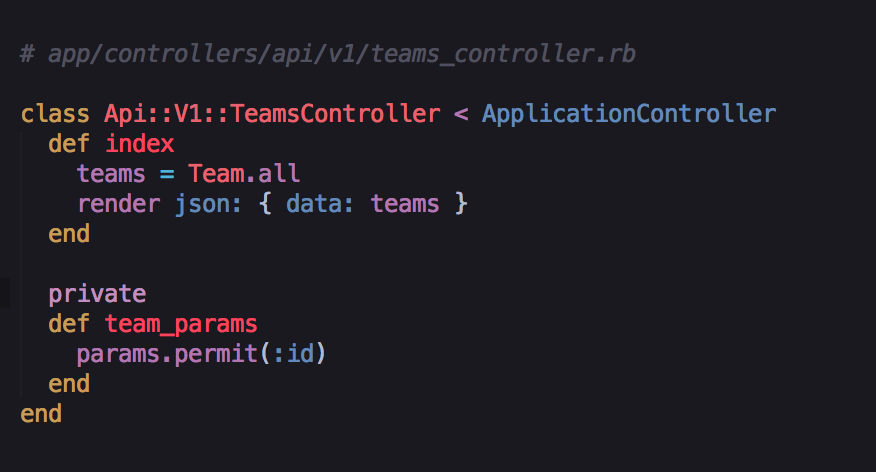 # app/controllers/api/v1/teams_controller.rb
class Api::V1::TeamsController < ApplicationController
  def index
    teams = Team.all
    render json: { data: teams }
  end
  private
  def team_params
    params.permit(:id)
  end
end